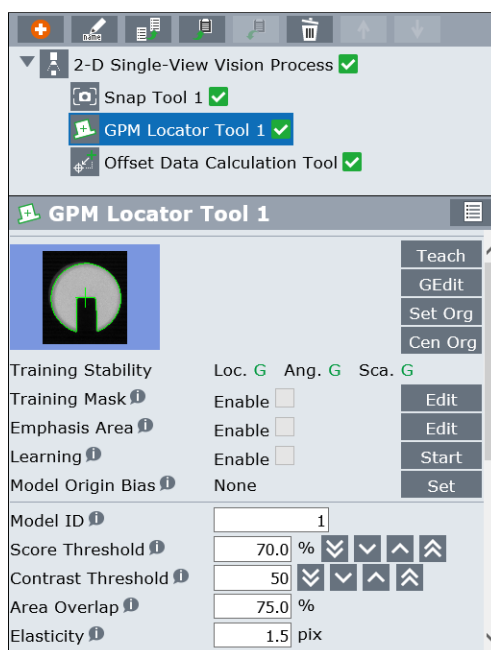 name
2-D Single-View Vision Process
Snap Tool 1
GPM Locator Tool 1
Offset Data Calculation Tool
GPM Locator Tool 1
Teach
GEdit
Set Org
Cen Org
Training Stability Loc. G Ang. G Sca. G
Training Mask Enable Edit
Emphasis Area Enable Edit
Learning Enable Start
Model Origin Bias None Set
Model ID 1
Score Threshold 70.0 %
Contrast Threshold 50
Area Overlap 75.0 %
Elasticity 1.5 pix